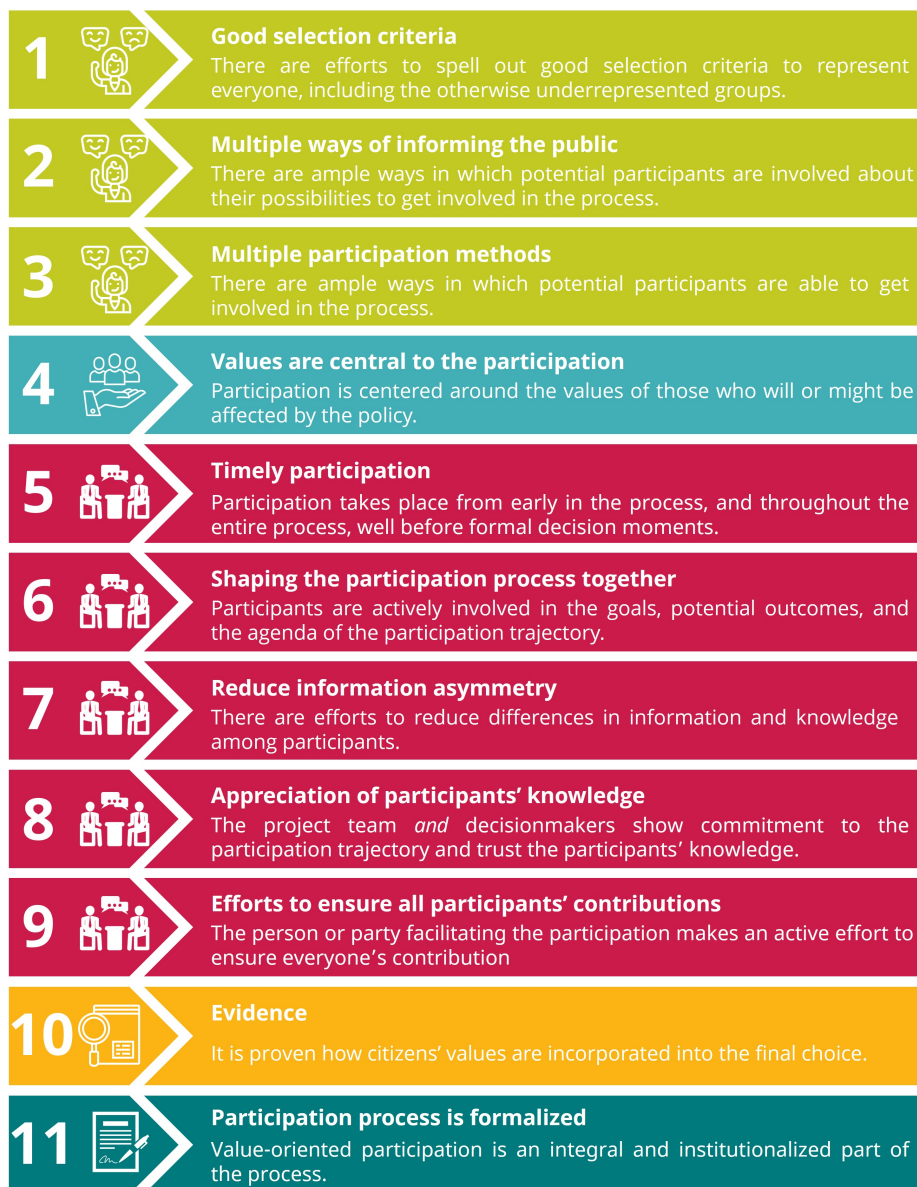 1
Good selection criteria
There are efforts to spell out good selection criteria to represent
everyone, including the otherwise underrepresented groups.
2
Multiple ways of informing the public
There are ample ways in which potential participants are involved about
their possibilities to get involved in the process.
3
Multiple participation methods
There are ample ways in which potential participants are able to get
involved in the process.
4
Values are central to the participation
Participation is centered around the values of those who will or might be
affected by the policy.
5
Timely participation
Participation takes place from early in the process, and throughout the
entire process, well before formal decision moments.
6
Shaping the participation process together
Participants are actively involved in the goals, potential outcomes, and
the agenda of the participation trajectory.
7
Reduce information asymmetry
There are efforts to reduce differences in information and knowledge
among participants.
8
Appreciation of participants’ knowledge
The project team and decisionmakers show commitment to the
participation trajectory and trust the participants’ knowledge.
9
Efforts to ensure all participants’ contributions
The person or party facilitating the participation makes an active effort to
ensure everyone’s contribution
10
Evidence
It is proven how citizens’ values are incorporated into the final choice.
11
Participation process is formalized
Value-oriented participation is an integral and institutionalized part of
the process.